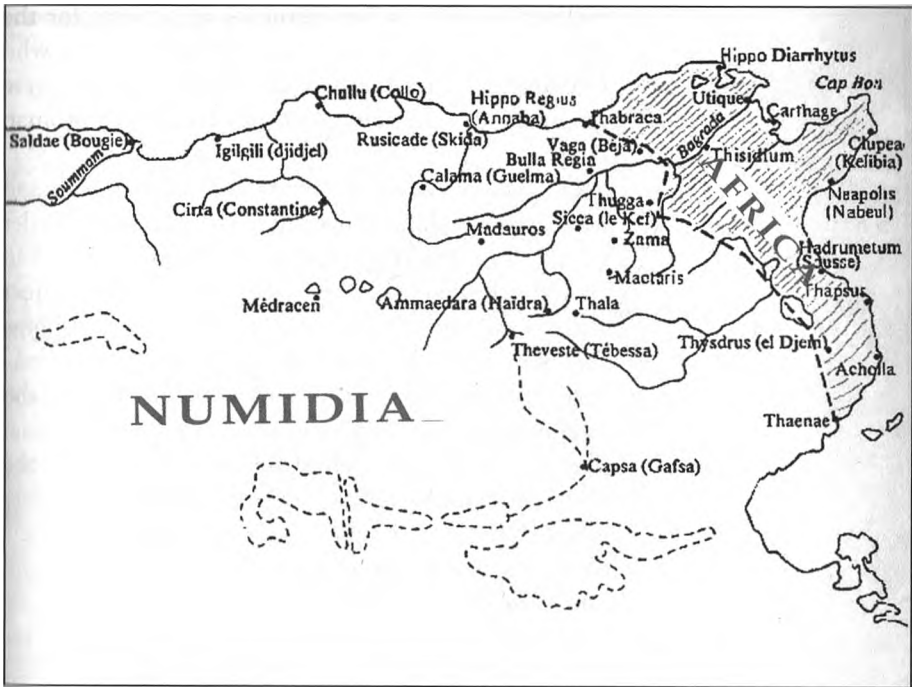 Hippo Diarrhytus
Cap Bon
Chullu (Collo)
Hippo Regius
(Annaba)
Utique
Carthage
Thabraca
Saldae (Bougie)
Igilgili (djidjel)
Rusicade (Skida)
Vaga (Béja)
Bagrada
Thisidium
Clupea
(Kelibia)
Bulla Regia
Soummam
Calama (Guelma)
AFRICA
Neapolis
(Nabeul)
Cirta (Constantine)
Thugga
Sicca (le Kef)
Madauros
Zama
Hadrumetum
(Sousse)
Mactaris
Thapsus
Médracen
Ammaedara (Haïdra)
Thala
Theveste (Tébessa)
Thysdrus (el Djem)
Acholla
NUMIDIA
Thaenae
Capsa (Gafsa)